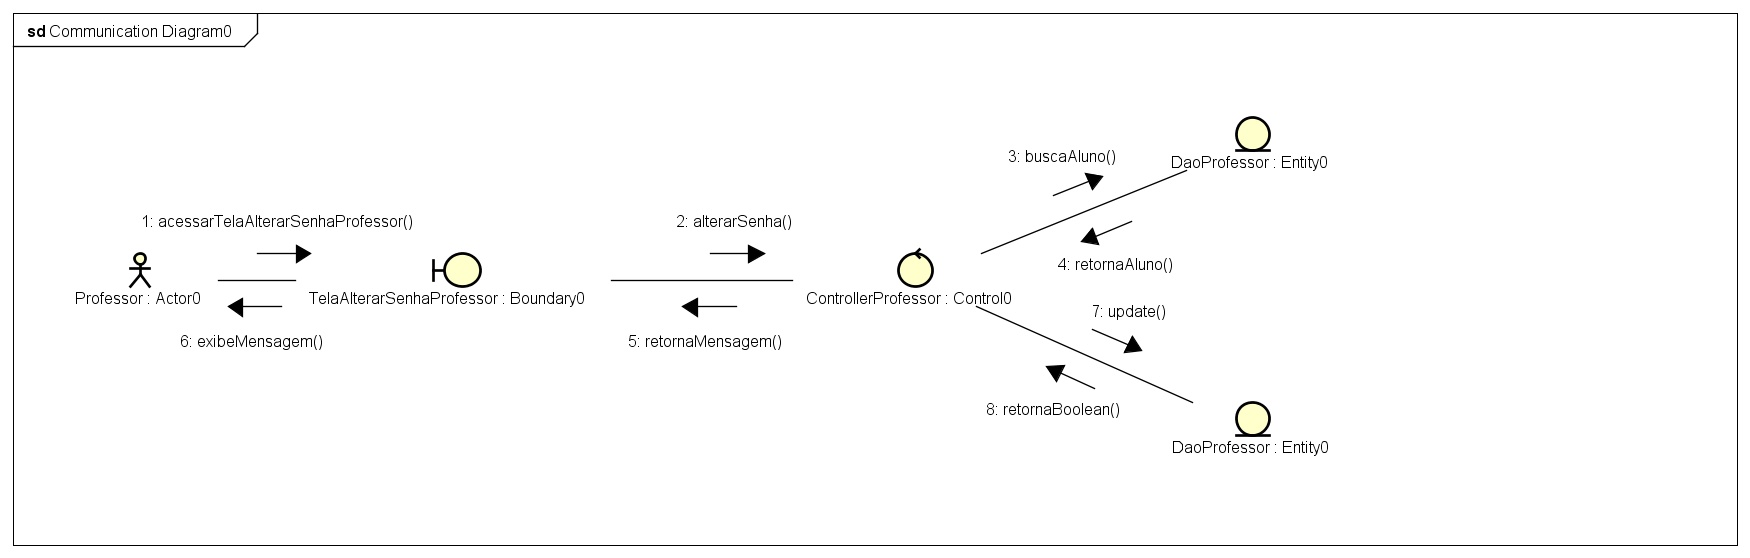 sd Communication Diagram0
3: buscaAluno()
DaoProfessor : Entity0
1: acessarTelaAlterarSenhaProfessor()
2: alterarSenha()
4: retornaAluno()
Professor : Actor0
TelaAlterarSenhaProfessor : Boundary0
ControllerProfessor : Control0
7: update()
6: exibeMensagem()
5: retornaMensagem()
8: retornaBoolean()
DaoProfessor : Entity0